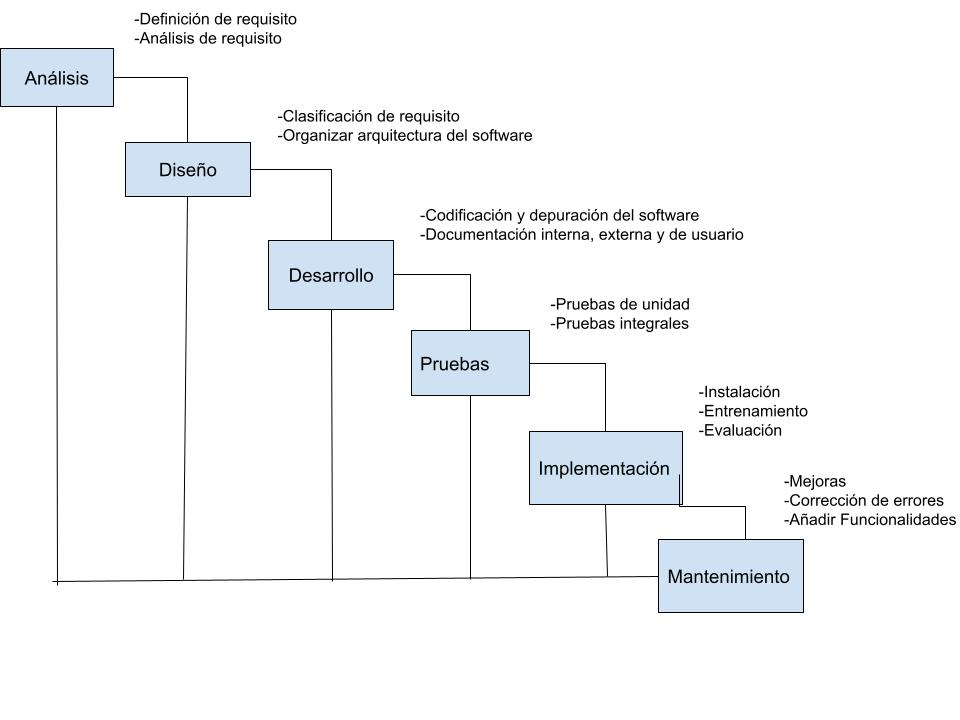 -Definición de requisito
-Análisis de requisito
Análisis
-Clasificación de requisito
-Organizar arquitectura del software
Diseño
-Codificación y depuración del software
-Documentación interna, externa y de usuario
Desarrollo
-Pruebas de unidad
-Pruebas integrales
Pruebas
-Instalación
-Entrenamiento
-Evaluación
Implementación
-Mejoras
-Corrección de errores
-Añadir Funcionalidades
Mantenimiento